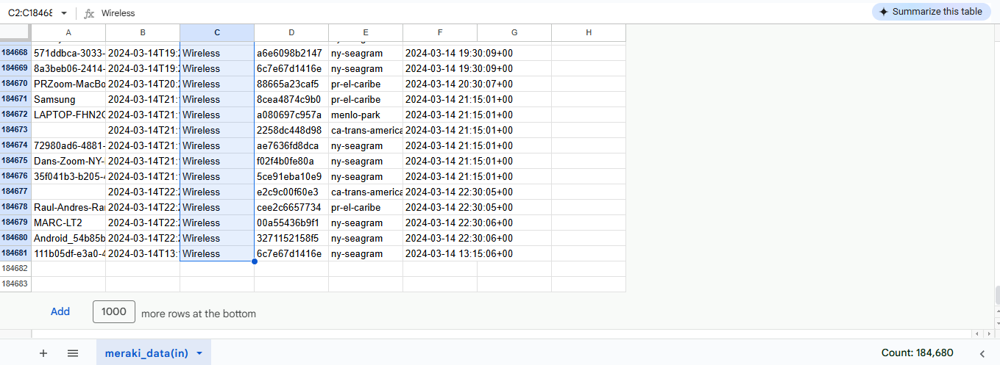 C2:C18468 Wireless Summarize this table
A B C D E F G H
184668 571ddbca-3033- 2024-03-14T19: Wireless a6e6098b2147 ny-seagram 2024-03-14 19:30:09+00
184669 8a3beb06-2414- 2024-03-14T19: Wireless 6c7e67d1416e ny-seagram 2024-03-14 19:30:09+00
184670 PRZoom-MacBo 2024-03-14T20: Wireless 88665a23caf5 pr-el-caribe 2024-03-14 20:30:07+00
184671 Samsung 2024-03-14T21: Wireless 8cea4874c9b0 pr-el-caribe 2024-03-14 21:15:01+00
184672 LAPTOP-FHN2C 2024-03-14T21: Wireless a080697c957a menlo-park 2024-03-14 21:15:01+00
184673 2024-03-14T21: Wireless 2258dc448d98 ca-trans-america 2024-03-14 21:15:01+00
184674 72980ad6-4881- 2024-03-14T21: Wireless ae7636fd8dca ny-seagram 2024-03-14 21:15:01+00
184675 Dans-Zoom-NY- 2024-03-14T21: Wireless f02f4b0fe80a ny-seagram 2024-03-14 21:15:01+00
184676 35f041b3-b205- 2024-03-14T21: Wireless 5ce91eba10e9 ny-seagram 2024-03-14 21:15:01+00
184677 2024-03-14T22: Wireless e2c9c00f60e3 ca-trans-america 2024-03-14 22:30:05+00
184678 Raul-Andres-Ra 2024-03-14T22: Wireless cee2c6657734 pr-el-caribe 2024-03-14 22:30:05+00
184679 MARC-LT2 2024-03-14T22: Wireless 00a55436b9f1 ny-seagram 2024-03-14 22:30:06+00
184680 Android_54b85b 2024-03-14T22: Wireless 3271152158f5 ny-seagram 2024-03-14 22:30:06+00
184681 111b05df-e3a0-4 2024-03-14T13: Wireless 6c7e67d1416e ny-seagram 2024-03-14 13:15:06+00
184682
184683
Add 1000 more rows at the bottom
meraki_data(in) Count: 184,680